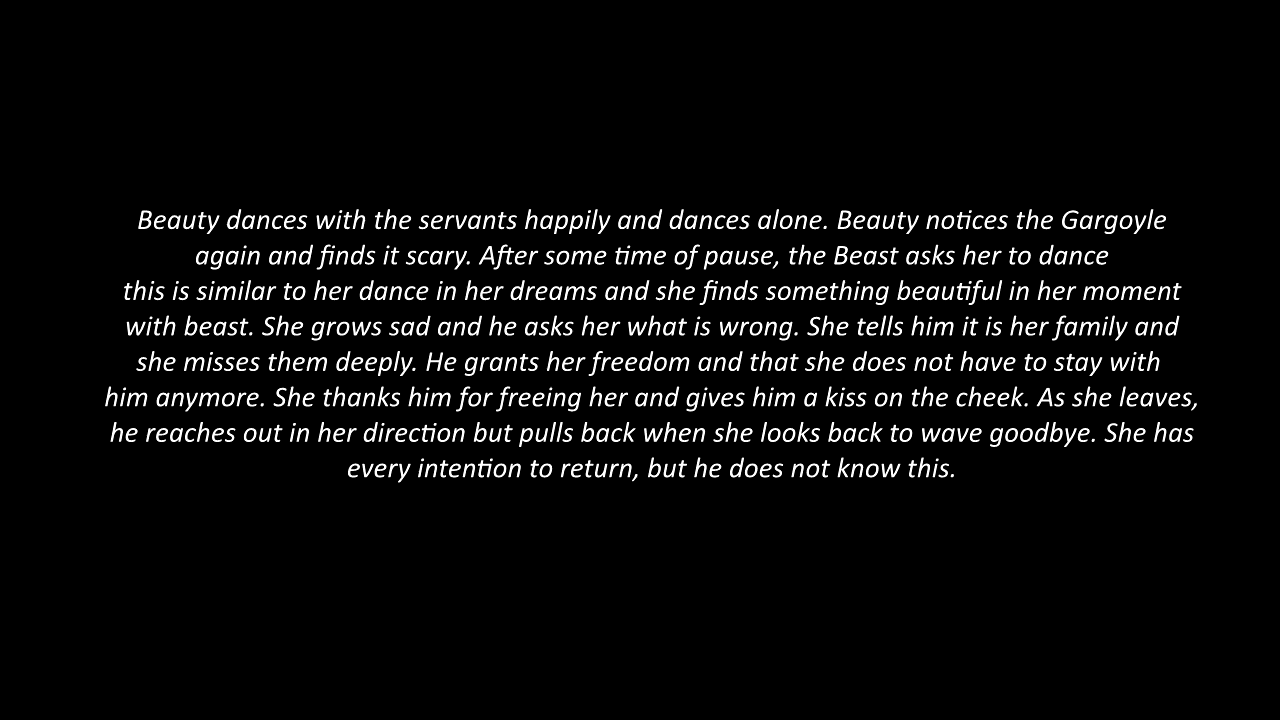 Beauty dances with the servants happily and dances alone. Beauty notices the Gargoyle
again and finds it scary. After some time of pause, the Beast asks her to dance
this is similar to her dance in her dreams and she finds something beautiful in her moment
with beast. She grows sad and he asks her what is wrong. She tells him it is her family and
she misses them deeply. He grants her freedom and that she does not have to stay with
him anymore. She thanks him for freeing her and gives him a kiss on the cheek. As she leaves,
he reaches out in her direction but pulls back when she looks back to wave goodbye. She has
every intention to return, but he does not know this.